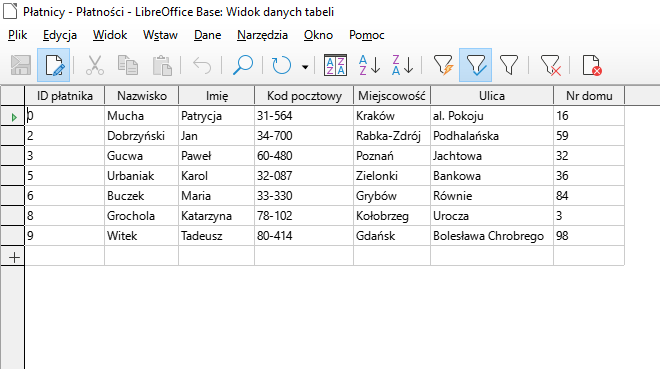 Płatnicy - Płatności - LibreOffice Base: Widok danych tabeli
Plik Edycja Widok Wstaw Dane Narzędzia Okno Pomoc
ID płatnika Nazwisko Imię Kod pocztowy Miejscowość Ulica Nr domu
0 Mucha Patrycja 31-564 Kraków al. Pokoju 16
2 Dobrzyński Jan 34-700 Rabka-Zdrój Podhalańska 59
3 Gucwa Paweł 60-480 Poznań Jachtowa 32
5 Urbaniak Karol 32-087 Zielonki Bankowa 36
6 Buczek Maria 33-330 Grybów Równie 84
8 Grochola Katarzyna 78-102 Kołobrzeg Urocza 3
9 Witek Tadeusz 80-414 Gdańsk Bolesława Chrobrego 98